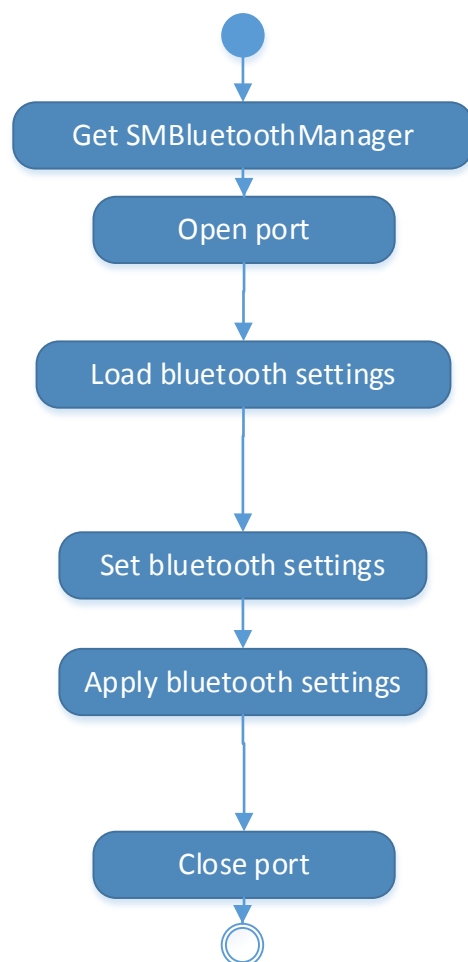 Get SMBluetoothManager
Open port
Load bluetooth settings
Set bluetooth settings
Apply bluetooth settings
Close port